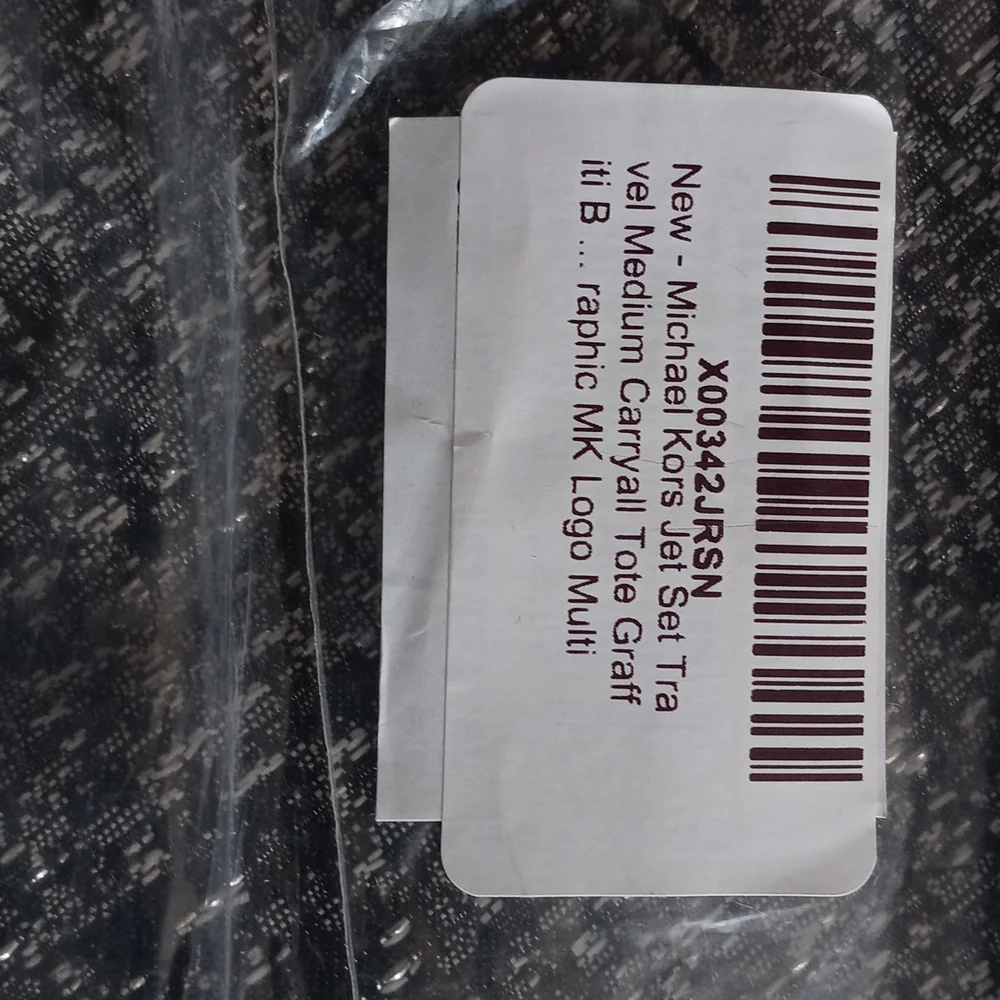 X00342JRSN
New - Michael Kors Jet Set Tra
vel Medium Carryall Tote Graff
iti B ... raphic MK Logo Multi